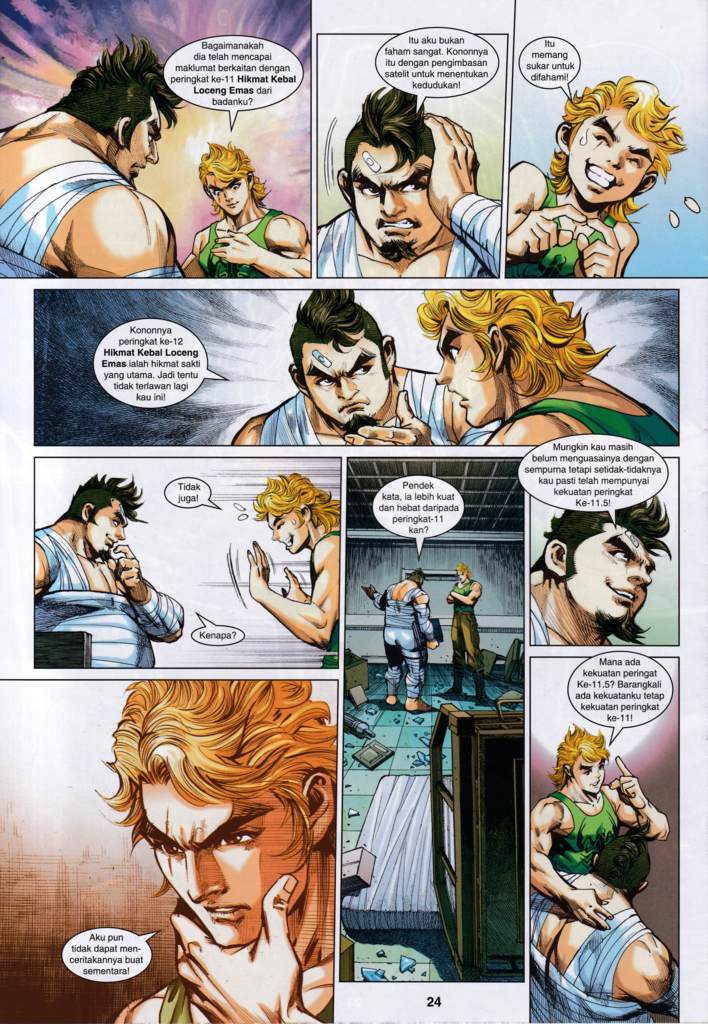 Bagaimanakah
dia telah mencapai
maklumat berkaitan dengan
peringkat ke-11 Hikmat Kebal
Loceng Emas dari
badanku?
Itu aku bukan
faham sangat. Kononnya
itu dengan pengimbasan
satelit untuk menentukan
kedudukan!
Itu
memang
sukar untuk
difahami!
Kononnya
peringkat ke-12
Hikmat Kebal Loceng
Emas ialah hikmat sakti
yang utama. Jadi tentu
tidak terlawan lagi
kau ini!
Tidak
juga!
Kenapa?
Pendek
kata, ia lebih kuat
dan hebat daripada
peringkat-11
kan?
Mungkin kau masih
belum menguasainya dengan
sempurna tetapi setidak-tidaknya
kau pasti telah mempunyai
kekuatan peringkat
Ke-11.5!
Mana ada
kekuatan peringat
Ke-11.5? Barangkali
ada kekuatanku tetap
kekuatan peringkat
ke-11!
Aku pun
tidak dapat men-
ceritakannya buat
sementara!
24